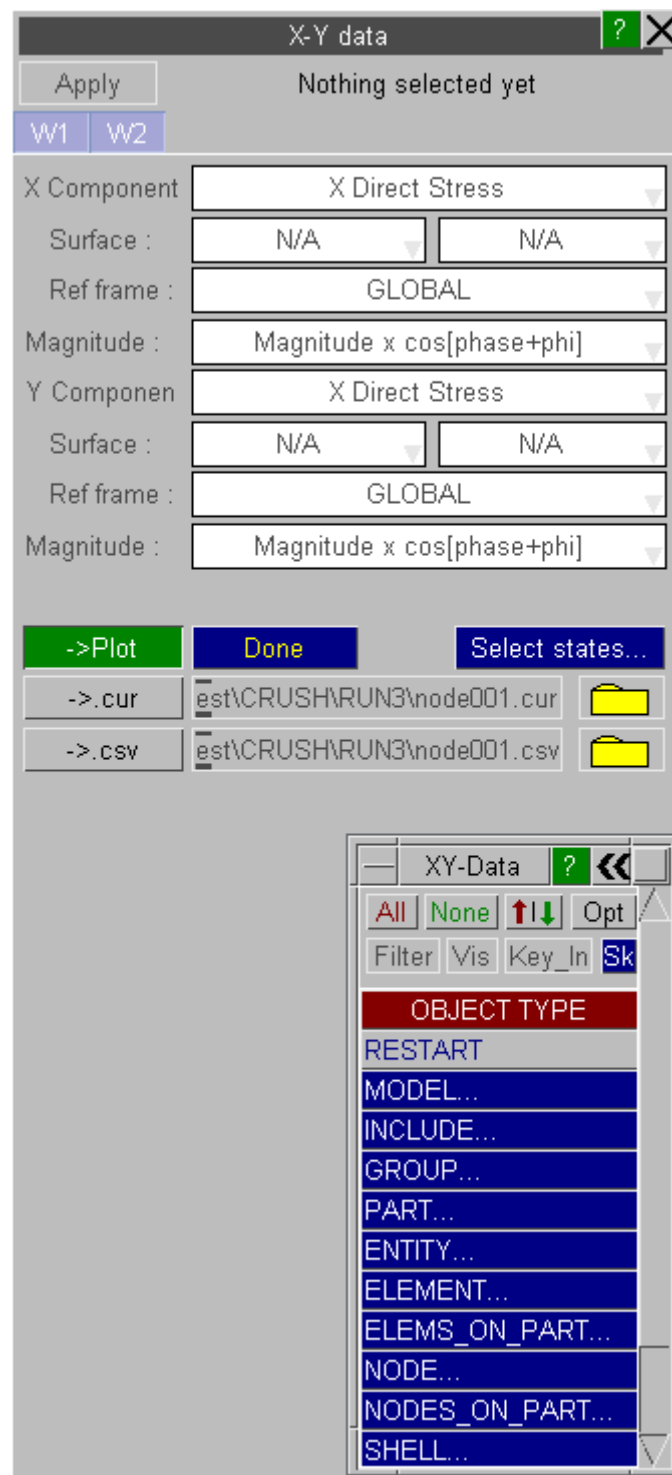 X-Y data ?
Apply Nothing selected yet
W1 W2
X Component X Direct Stress
Surface : N/A N/A
Ref frame : GLOBAL
Magnitude : Magnitude x cos[phase+phi]
Y Componen X Direct Stress
Surface : N/A N/A
Ref frame : GLOBAL
Magnitude : Magnitude x cos[phase+phi]
->Plot Done Select states...
->.cur est\CRUSH\RUN3\node001.cur
->.csv est\CRUSH\RUN3\node001.csv
XY-Data ?
All None Opt
Filter Vis Key_In Sk
OBJECT TYPE
RESTART
MODEL...
INCLUDE...
GROUP...
PART...
ENTITY...
ELEMENT...
ELEMS_ON_PART...
NODE...
NODES_ON_PART...
SHELL...